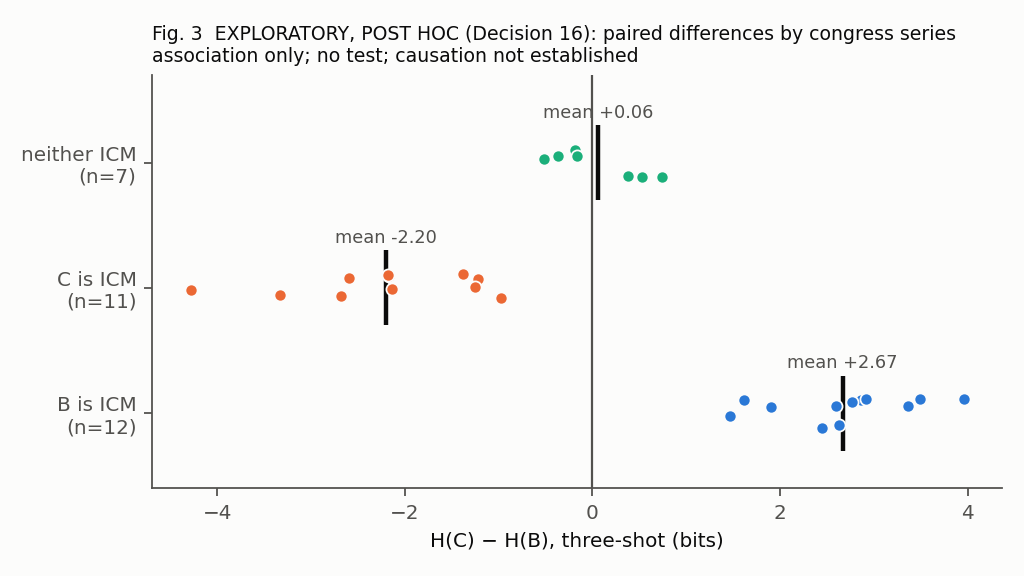 Fig. 3  EXPLORATORY, POST HOC (Decision 16): paired differences by congress series
association only; no test; causation not established
mean +0.06
neither ICM
(n=7)
mean -2.20
C is ICM
(n=11)
mean +2.67
B is ICM
(n=12)
−4
−2
0
2
4
H(C) − H(B), three-shot (bits)